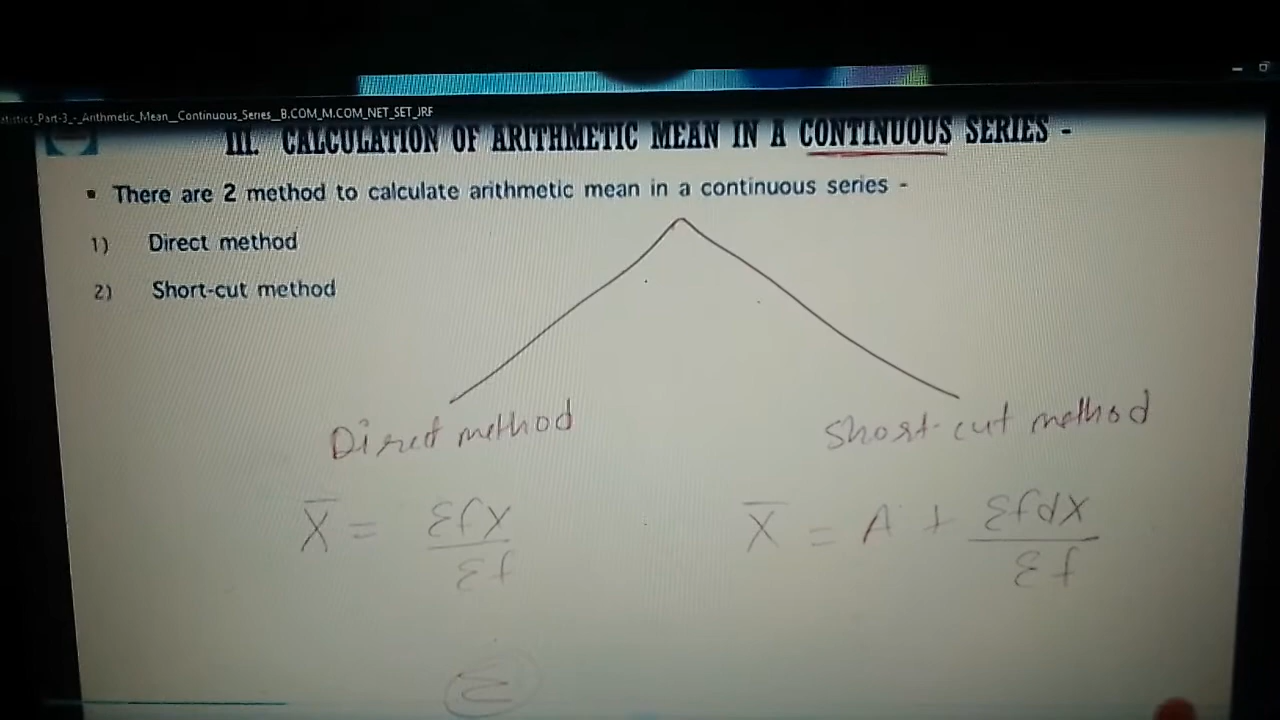 atistics_Part-3_-_Arithmetic_Mean__Continuous_Series__B.COM_M.COM_NET_SET_JRF
III. CALCULATION OF ARITHMETIC MEAN IN A CONTINUOUS SERIES -
▪ There are 2 method to calculate arithmetic mean in a continuous series -
1) Direct method
2) Short-cut method
Direct method
Short-cut method
X̄ = Σfx / Σf
X̄ = A + Σfdx / Σf
Σ